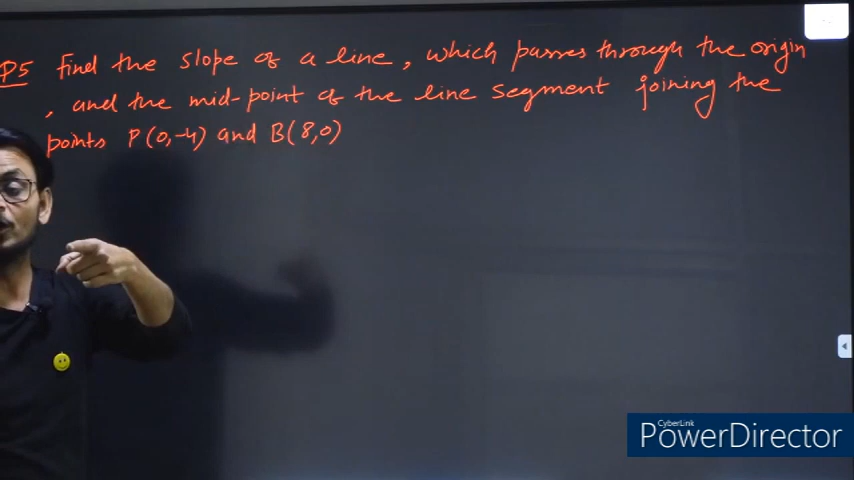 P5 find the slope of a line, which passes through the origin
, and the mid-point of the line segment joining the
points P(0,-4) and B(8,0)
CyberLink
PowerDirector